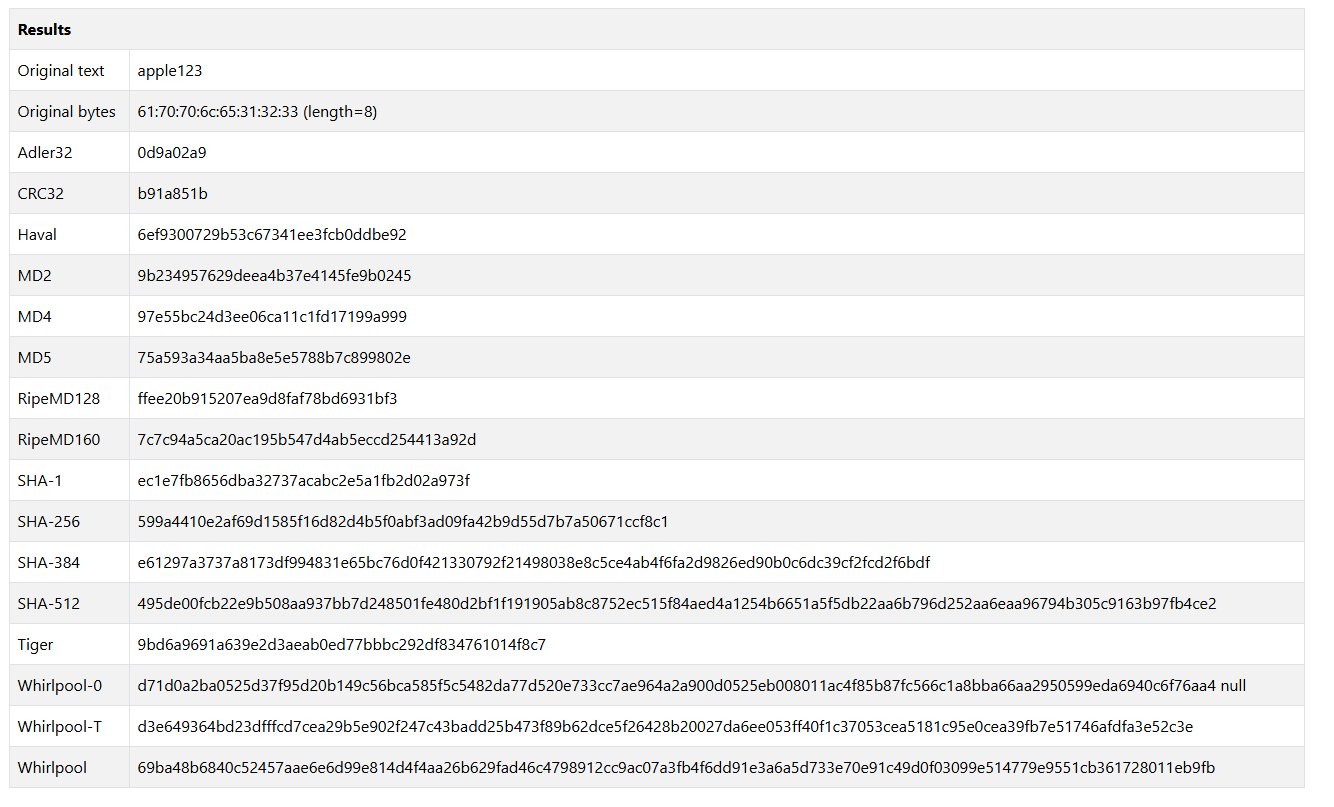 Results
Original text apple123
Original bytes 61:70:70:6c:65:31:32:33 (length=8)
Adler32 0d9a02a9
CRC32 b91a851b
Haval 6ef9300729b53c67341ee3fcb0ddbe92
MD2 9b234957629deea4b37e4145fe9b0245
MD4 97e55bc24d3ee06ca11c1fd17199a999
MD5 75a593a34aa5ba8e5e5788b7c899802e
RipeMD128 ffee20b915207ea9d8faf78bd6931bf3
RipeMD160 7c7c94a5ca20ac195b547d4ab5eccd254413a92d
SHA-1 ec1e7fb8656dba32737acabc2e5a1fb2d02a973f
SHA-256 599a4410e2af69d1585f16d82d4b5f0abf3ad09fa42b9d55d7b7a50671ccf8c1
SHA-384 e61297a3737a8173df994831e65bc76d0f421330792f21498038e8c5ce4ab4f6fa2d9826ed90b0c6dc39cf2fcd2f6bdf
SHA-512 495de00fcb22e9b508aa937bb7d248501fe480d2bf1f191905ab8c8752ec515f84aed4a1254b6651a5f5db22aa6b796d252aa6eaa96794b305c9163b97fb4ce2
Tiger 9bd6a9691a639e2d3aeab0ed77bbbc292df834761014f8c7
Whirlpool-0 d71d0a2ba0525d37f95d20b149c56bca585f5c5482da77d520e733cc7ae964a2a900d0525eb008011ac4f85b87fc566c1a8bba66aa2950599eda6940c6f76aa4 null
Whirlpool-T d3e649364bd23dfffcd7cea29b5e902f247c43badd25b473f89b62dce5f26428b20027da6ee053ff40f1c37053cea5181c95e0cea39fb7e51746afdfa3e52c3e
Whirlpool 69ba48b6840c52457aae6e6d99e814d4f4aa26b629fad46c4798912cc9ac07a3fb4f6dd91e3a6a5d733e70e91c49d0f03099e514779e9551cb361728011eb9fb